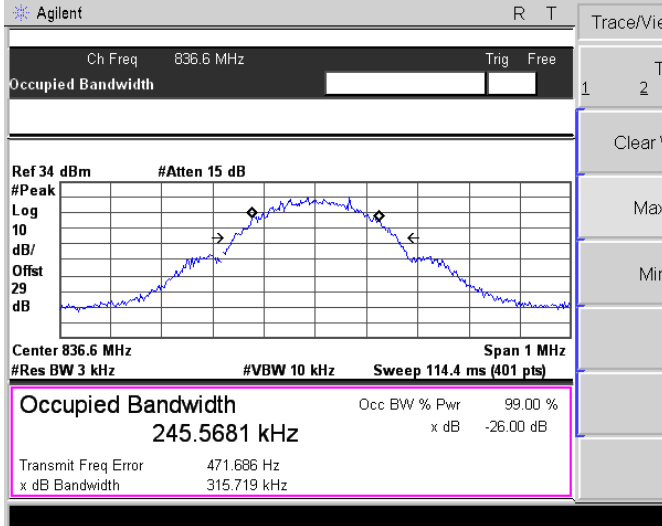 Agilent
R T
Trace/Vie
Ch Freq 836.6 MHz Trig Free
Occupied Bandwidth
T
1 2
Clear
Ref 34 dBm #Atten 15 dB
#Peak
Log
10
dB/
Offst
29
dB
Max
Min
Center 836.6 MHz Span 1 MHz
#Res BW 3 kHz #VBW 10 kHz Sweep 114.4 ms (401 pts)
Occupied Bandwidth Occ BW % Pwr 99.00 %
245.5681 kHz x dB -26.00 dB
Transmit Freq Error 471.686 Hz
x dB Bandwidth 315.719 kHz